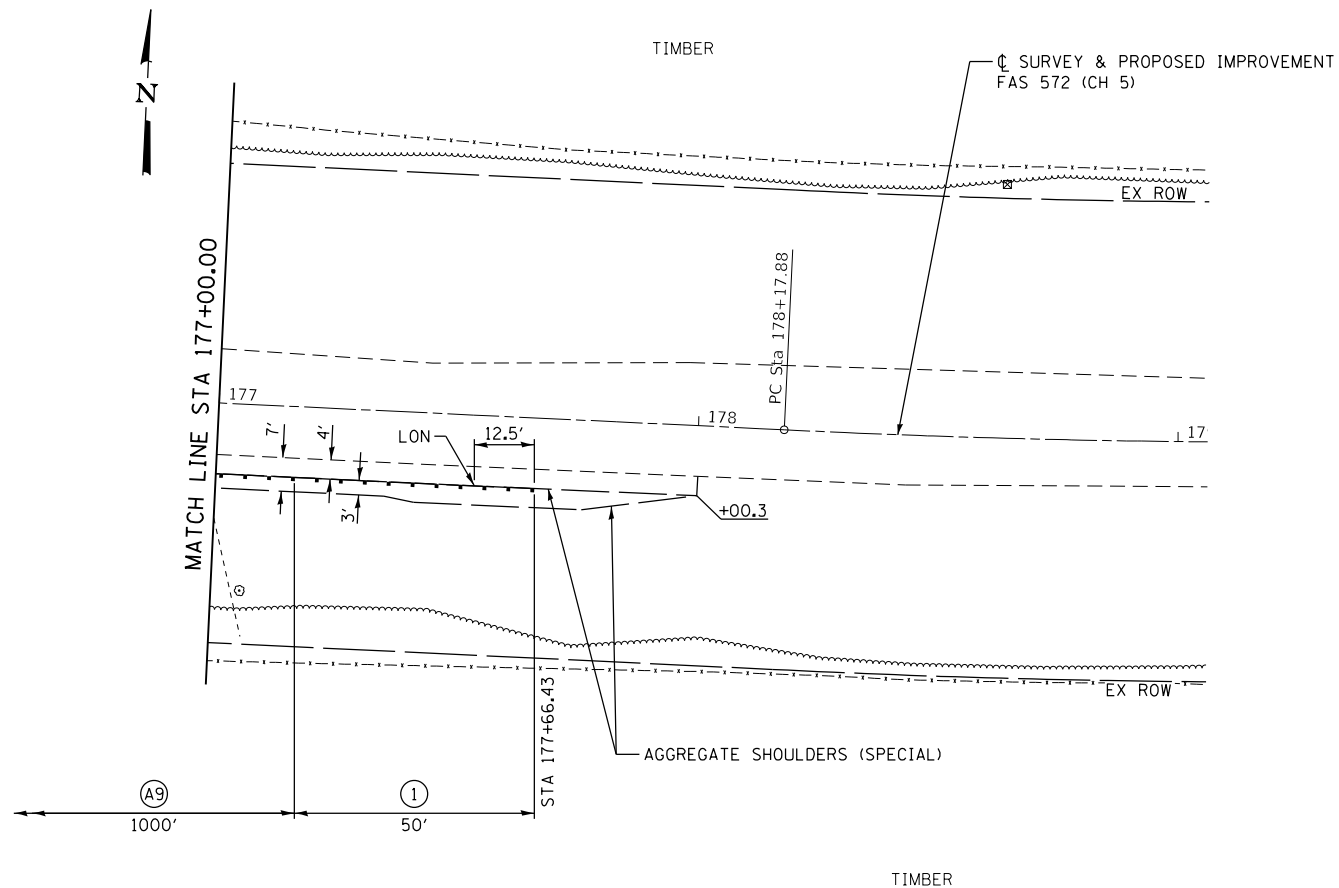 TIMBER
℄ SURVEY & PROPOSED IMPROVEMENT
FAS 572 (CH 5)
N
EX ROW
MATCH LINE STA 177+00.00
PC Sta 178+17.88
177
178
17
7'
4'
LON
12.5'
3'
+00.3
EX ROW
STA 177+66.43
AGGREGATE SHOULDERS (SPECIAL)
A9
1
1000'
50'
TIMBER